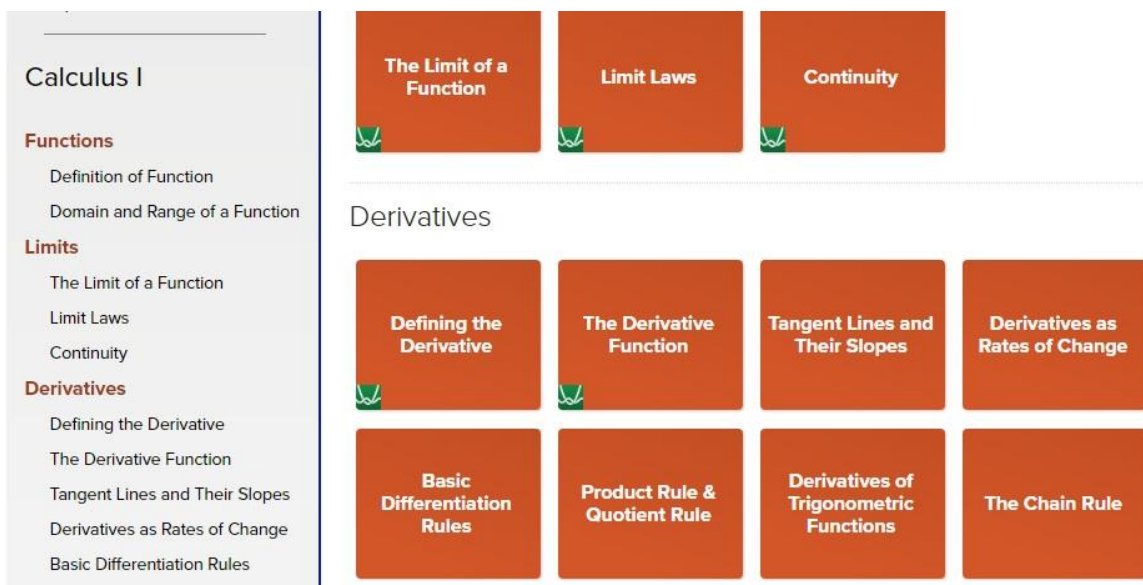 Calculus I
Functions
Definition of Function
Domain and Range of a Function
Limits
The Limit of a Function
Limit Laws
Continuity
Derivatives
Defining the Derivative
The Derivative Function
Tangent Lines and Their Slopes
Derivatives as Rates of Change
Basic Differentiation Rules
The Limit of a
Function
Limit Laws
Continuity
Derivatives
Defining the
Derivative
The Derivative
Function
Tangent Lines and
Their Slopes
Derivatives as
Rates of Change
Basic
Differentiation
Rules
Product Rule &
Quotient Rule
Derivatives of
Trigonometric
Functions
The Chain Rule